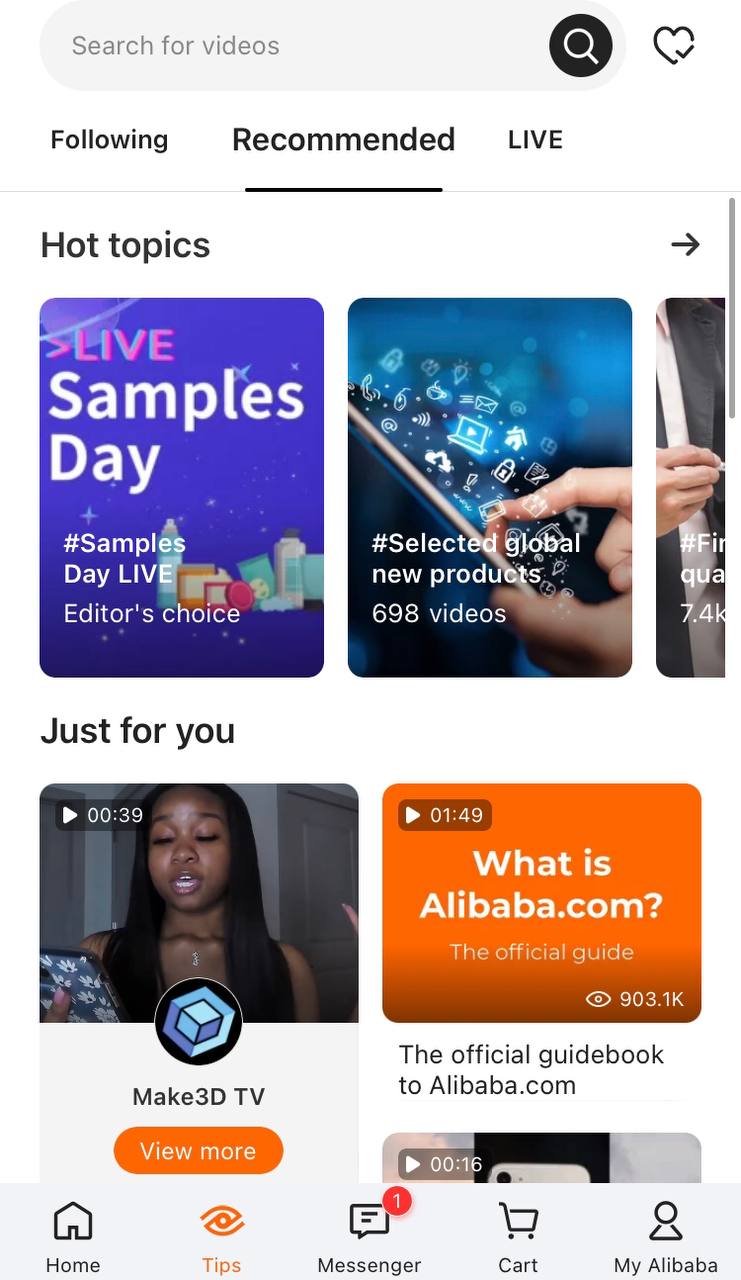 Search for videos
Following
Recommended
LIVE
Hot topics
>LIVE
Samples
Day
#Samples
Day LIVE
Editor's choice
#Selected global
new products
698 videos
#Fir
qua
7.4k
Just for you
00:39
Make3D TV
View more
01:49
What is
Alibaba.com?
The official guide
903.1K
The official guidebook
to Alibaba.com
00:16
Home
Tips
1
Messenger
Cart
My Alibaba